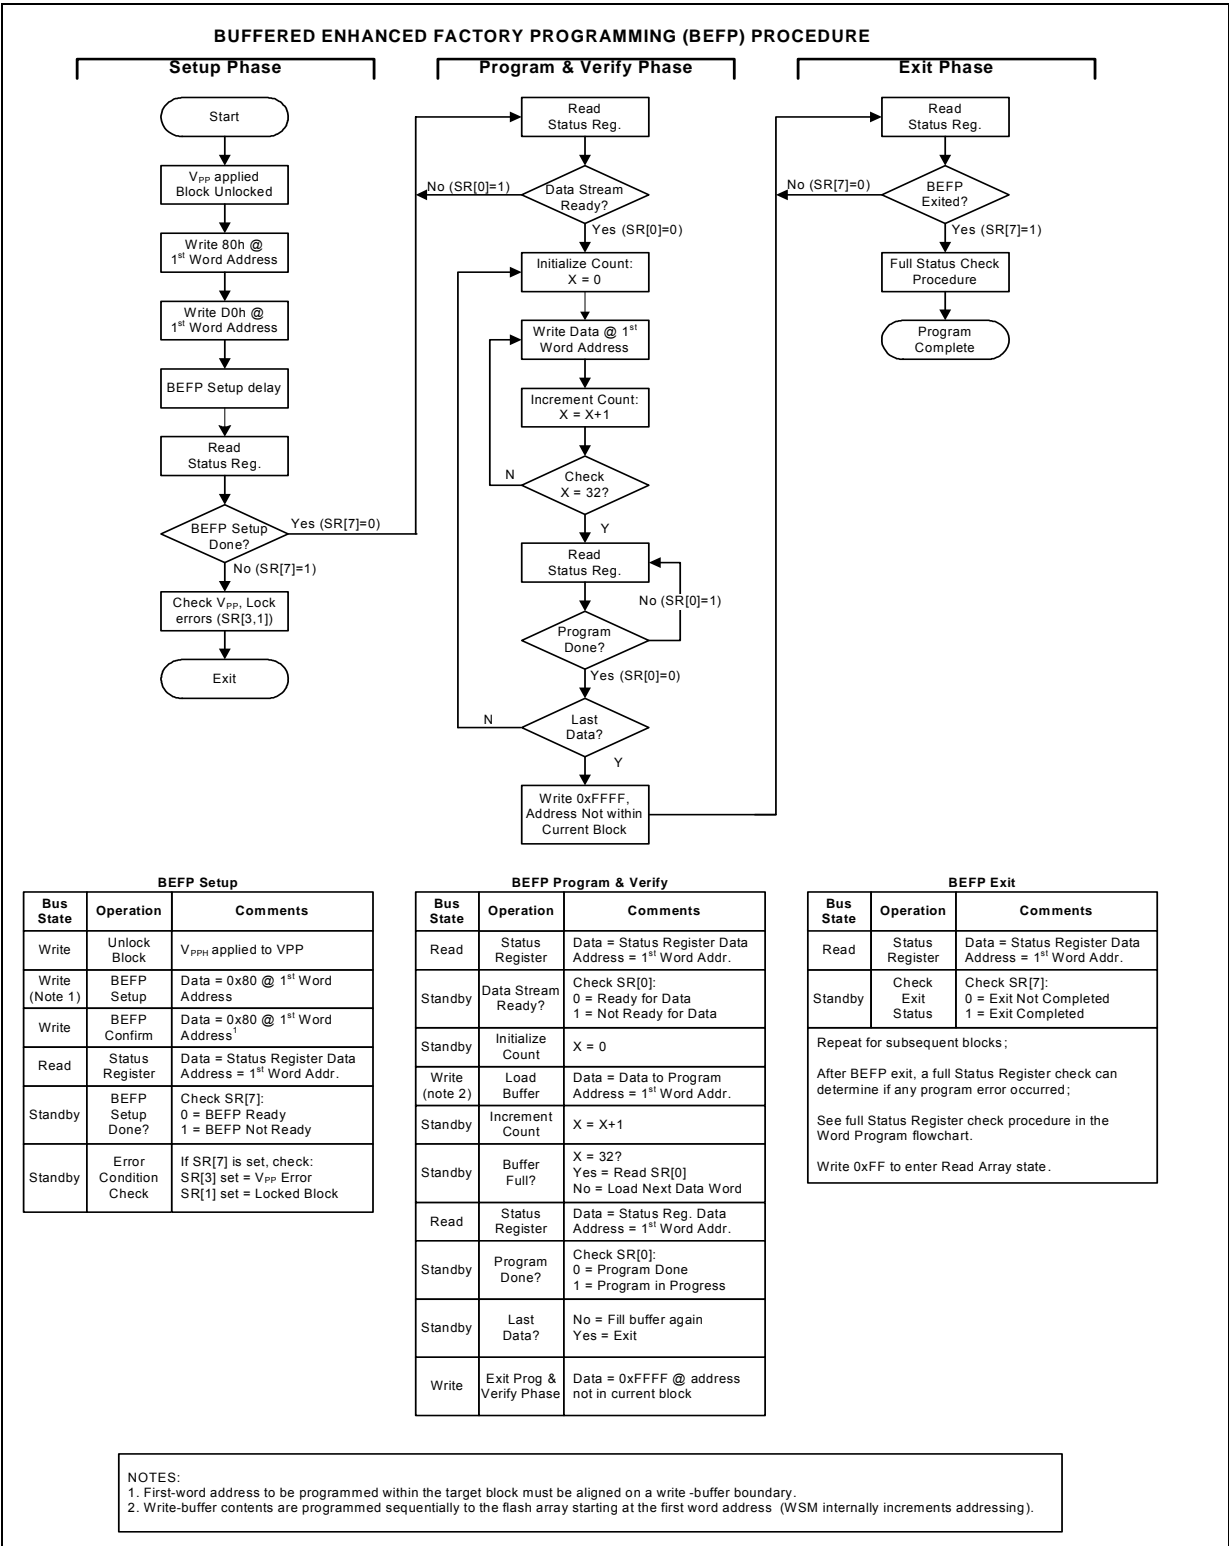 BUFFERED ENHANCED FACTORY PROGRAMMING (BEFP) PROCEDURE
Setup Phase
Start
VPP applied
Block Unlocked
Write 80h @
1st Word Address
Write D0h @
1st Word Address
BEFP Setup delay
Read
Status Reg.
BEFP Setup
Done?
Yes (SR[7]=0)
No (SR[7]=1)
Check VPP, Lock
errors (SR[3,1])
Exit
Program & Verify Phase
Read
Status Reg.
No (SR[0]=1)
Data Stream
Ready?
Yes (SR[0]=0)
Initialize Count:
X = 0
Write Data @ 1st
Word Address
Increment Count:
X = X+1
N
Check
X = 32?
Y
Read
Status Reg.
No (SR[0]=1)
Program
Done?
Yes (SR[0]=0)
N
Last
Data?
Y
Write 0xFFFF,
Address Not within
Current Block
Exit Phase
Read
Status Reg.
No (SR[7]=0)
BEFP
Exited?
Yes (SR[7]=1)
Full Status Check
Procedure
Program
Complete
BEFP Setup
Bus State Operation Comments
Write Unlock Block VPPH applied to VPP
Write (Note 1) BEFP Setup Data = 0x80 @ 1st Word Address
Write BEFP Confirm Data = 0x80 @ 1st Word Address1
Read Status Register Data = Status Register Data Address = 1st Word Addr.
Standby BEFP Setup Done? Check SR[7]: 0 = BEFP Ready 1 = BEFP Not Ready
Standby Error Condition Check If SR[7] is set, check: SR[3] set = VPP Error SR[1] set = Locked Block
BEFP Program & Verify
Bus State Operation Comments
Read Status Register Data = Status Register Data Address = 1st Word Addr.
Standby Data Stream Ready? Check SR[0]: 0 = Ready for Data 1 = Not Ready for Data
Standby Initialize Count X = 0
Write (note 2) Load Buffer Data = Data to Program Address = 1st Word Addr.
Standby Increment Count X = X+1
Standby Buffer Full? X = 32? Yes = Read SR[0] No = Load Next Data Word
Read Status Register Data = Status Reg. Data Address = 1st Word Addr.
Standby Program Done? Check SR[0]: 0 = Program Done 1 = Program in Progress
Standby Last Data? No = Fill buffer again Yes = Exit
Write Exit Prog & Verify Phase Data = 0xFFFF @ address not in current block
BEFP Exit
Bus State Operation Comments
Read Status Register Data = Status Register Data Address = 1st Word Addr.
Standby Check Exit Status Check SR[7]: 0 = Exit Not Completed 1 = Exit Completed
Repeat for subsequent blocks;
After BEFP exit, a full Status Register check can
determine if any program error occurred;
See full Status Register check procedure in the
Word Program flowchart.
Write 0xFF to enter Read Array state.
NOTES:
1. First-word address to be programmed within the target block must be aligned on a write -buffer boundary.
2. Write-buffer contents are programmed sequentially to the flash array starting at the first word address (WSM internally increments addressing).